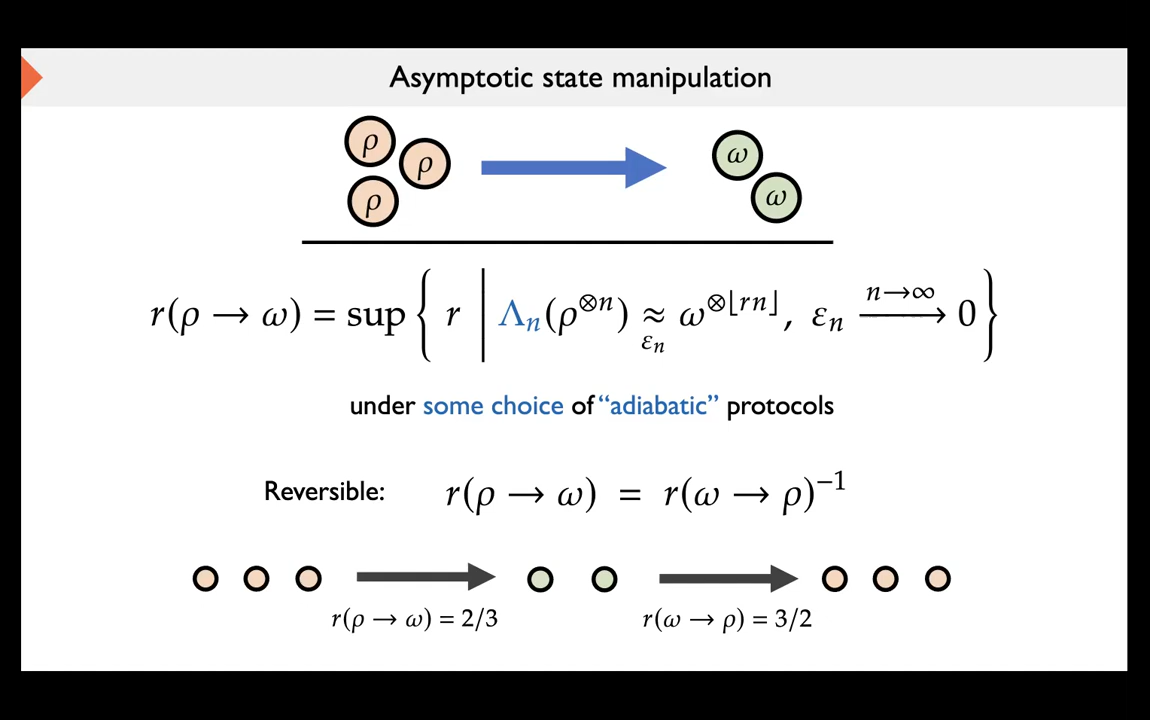 Asymptotic state manipulation
ρ ρ ρ ω ω
r(ρ → ω) = sup { r | Λₙ(ρ^{⊗n}) ≈_{εₙ} ω^{⊗⌊rn⌋}, εₙ \xrightarrow{n→∞} 0 }
under some choice of “adiabatic” protocols
Reversible: r(ρ → ω) = r(ω → ρ)⁻¹
r(ρ → ω) = 2/3 r(ω → ρ) = 3/2